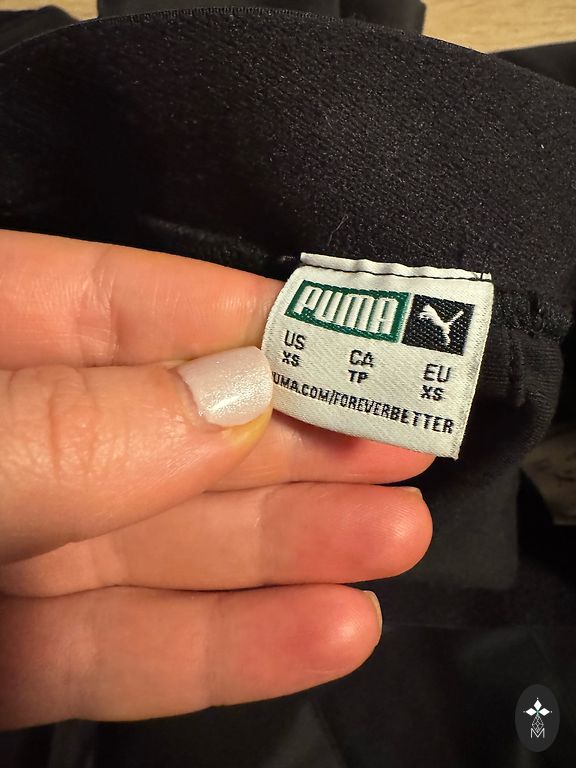 PUMA
US CA EU
XS TP XS
UMA.COM/FOREVERBETTER
M